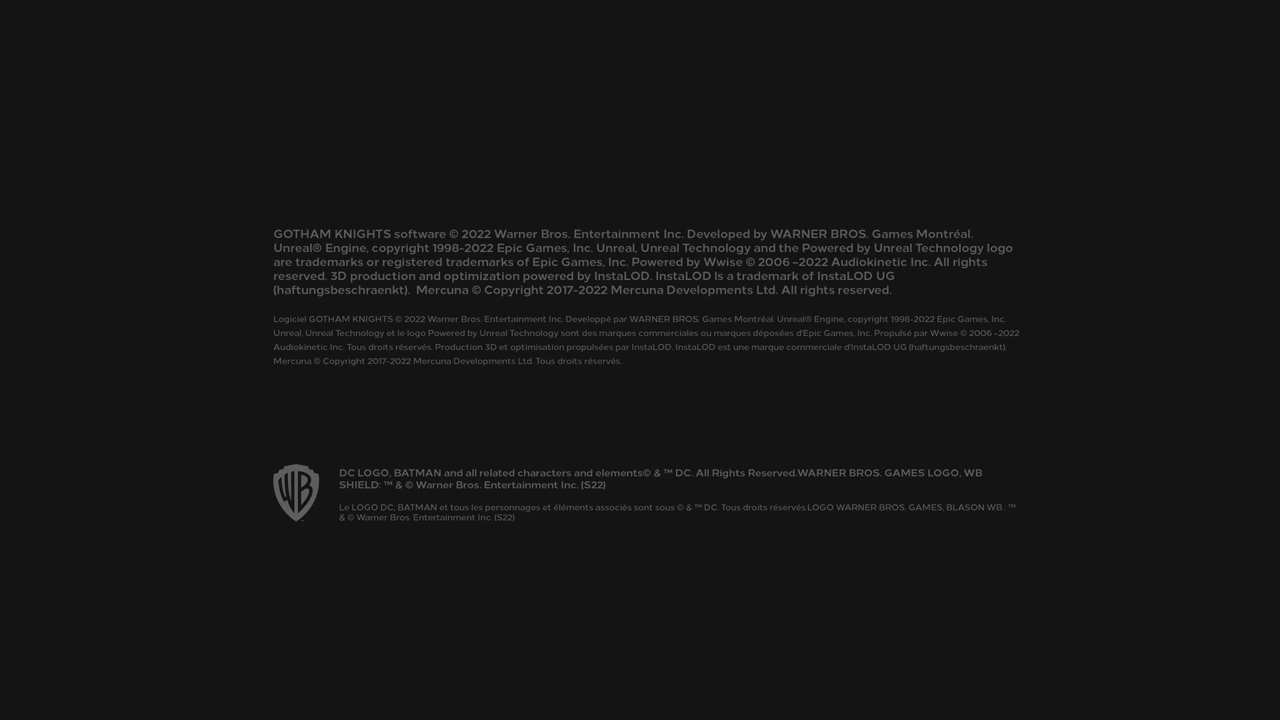 GOTHAM KNIGHTS software © 2022 Warner Bros. Entertainment Inc. Developed by WARNER BROS. Games Montréal.
Unreal® Engine, copyright 1998-2022 Epic Games, Inc. Unreal, Unreal Technology and the Powered by Unreal Technology logo
are trademarks or registered trademarks of Epic Games, Inc. Powered by Wwise © 2006 –2022 Audiokinetic Inc. All rights
reserved. 3D production and optimization powered by InstaLOD. InstaLOD Is a trademark of InstaLOD UG
(haftungsbeschraenkt).  Mercuna © Copyright 2017-2022 Mercuna Developments Ltd. All rights reserved.
Logiciel GOTHAM KNIGHTS © 2022 Warner Bros. Entertainment Inc. Developpé par WARNER BROS. Games Montréal. Unreal® Engine, copyright 1998-2022 Epic Games, Inc.
Unreal, Unreal Technology et le logo Powered by Unreal Technology sont des marques commerciales ou marques déposées d'Epic Games, Inc. Propulsé par Wwise © 2006 –2022
Audiokinetic Inc. Tous droits réservés. Production 3D et optimisation propulsées par InstaLOD. InstaLOD est une marque commerciale d'InstaLOD UG (haftungsbeschraenkt).
Mercuna © Copyright 2017-2022 Mercuna Developments Ltd. Tous droits réservés.
WB
DC LOGO, BATMAN and all related characters and elements© & ™ DC. All Rights Reserved.WARNER BROS. GAMES LOGO, WB
SHIELD: ™ & © Warner Bros. Entertainment Inc. (S22)
Le LOGO DC, BATMAN et tous les personnages et éléments associés sont sous © & ™ DC. Tous droits réservés.LOGO WARNER BROS. GAMES, BLASON WB : ™
& © Warner Bros. Entertainment Inc. (S22)